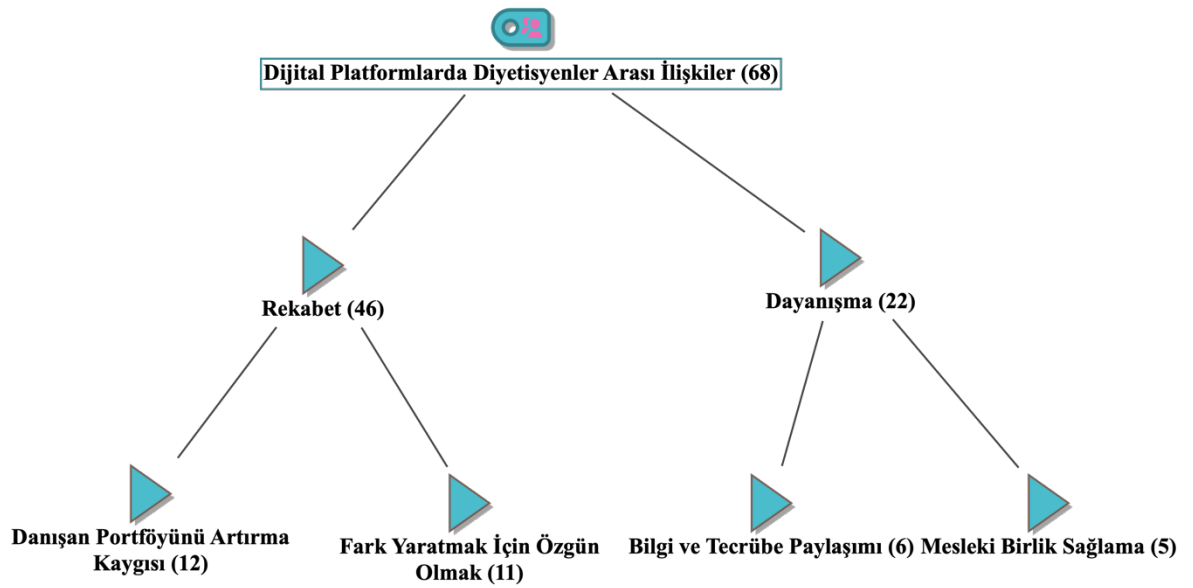 Dijital Platformlarda Diyetisyenler Arası İlişkiler (68)
Rekabet (46)
Dayanışma (22)
Danışan Portföyünü Artırma
Kaygısı (12)
Fark Yaratmak İçin Özgün
Olmak (11)
Bilgi ve Tecrübe Paylaşımı (6)
Mesleki Birlik Sağlama (5)